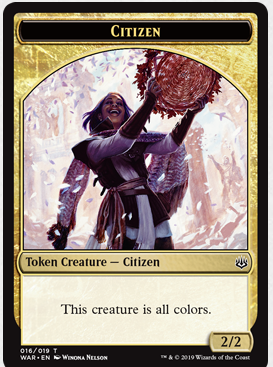 CITIZEN
Token Creature — Citizen
This creature is all colors.
2/2
016/019 T
WAR • EN WINONA NELSON
™ & © 2019 Wizards of the Coast